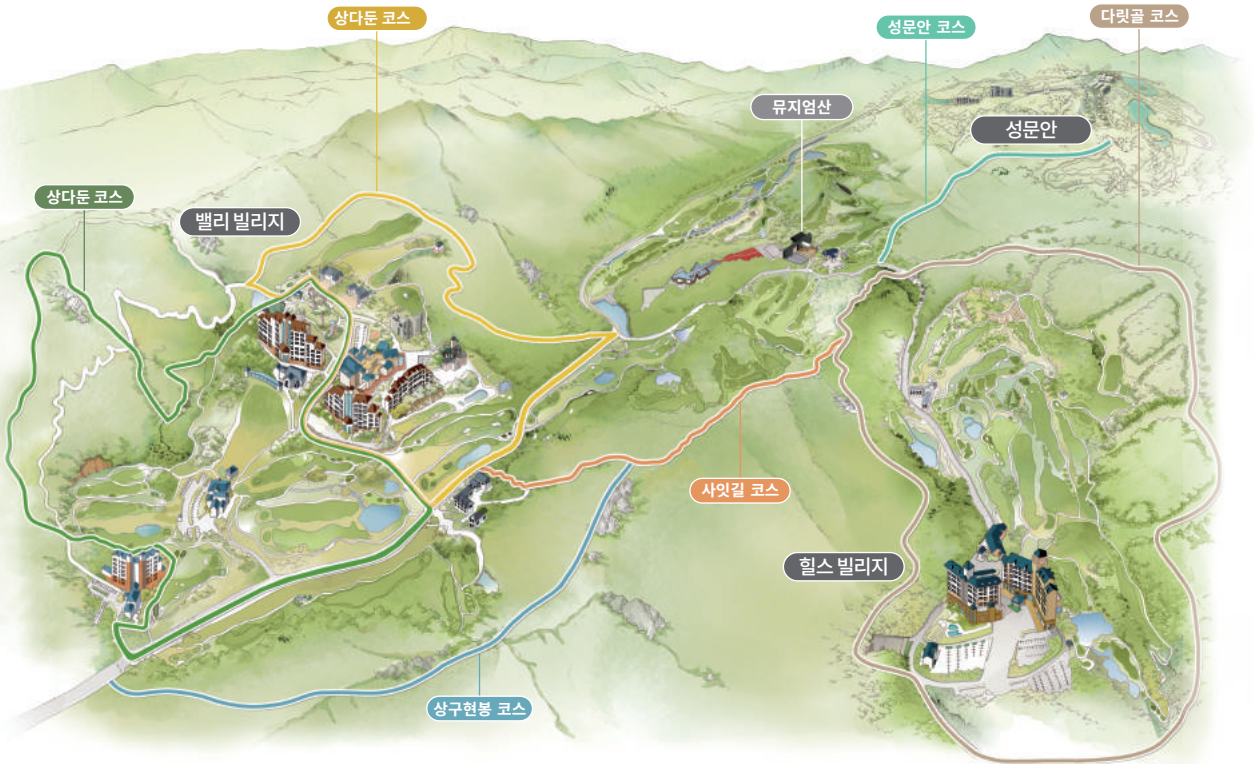 상다둔 코스
성문안 코스
다릿골 코스
뮤지엄산
성문안
상다둔 코스
밸리 빌리지
사잇길 코스
힐스 빌리지
상구현봉 코스